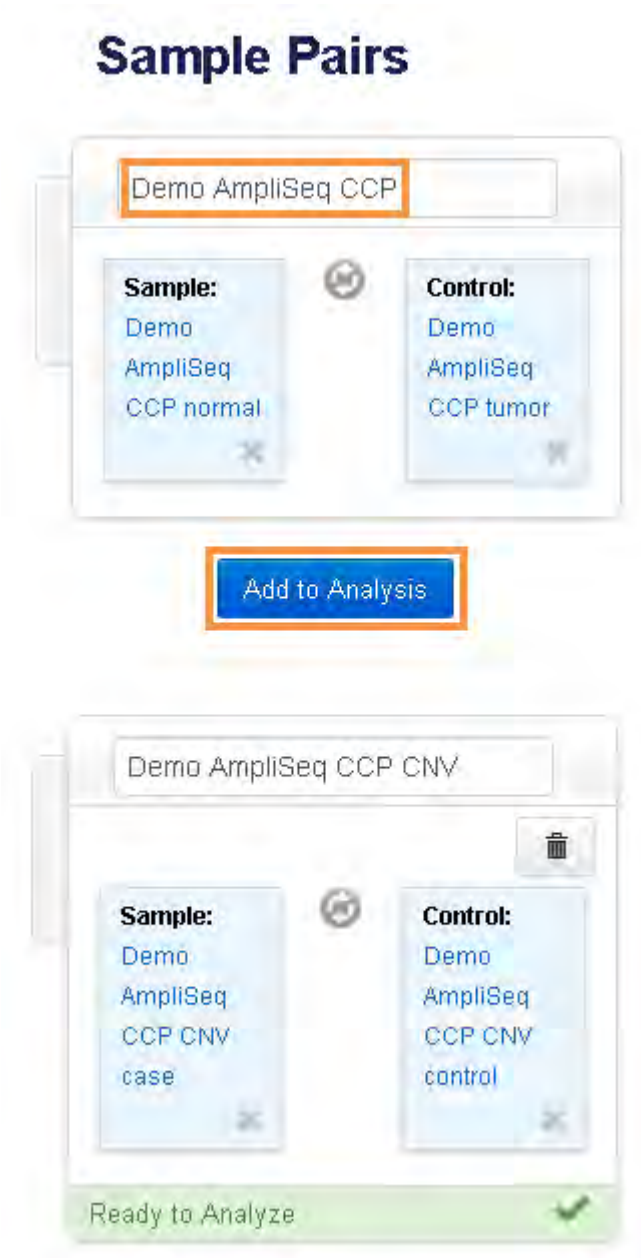 Sample Pairs
Demo AmpliSeq CCP
Sample:
Demo
AmpliSeq
CCP normal
Control:
Demo
AmpliSeq
CCP tumor
Add to Analysis
Demo AmpliSeq CCP CNV
Sample:
Demo
AmpliSeq
CCP CNV
case
Control:
Demo
AmpliSeq
CCP CNV
control
Ready to Analyze